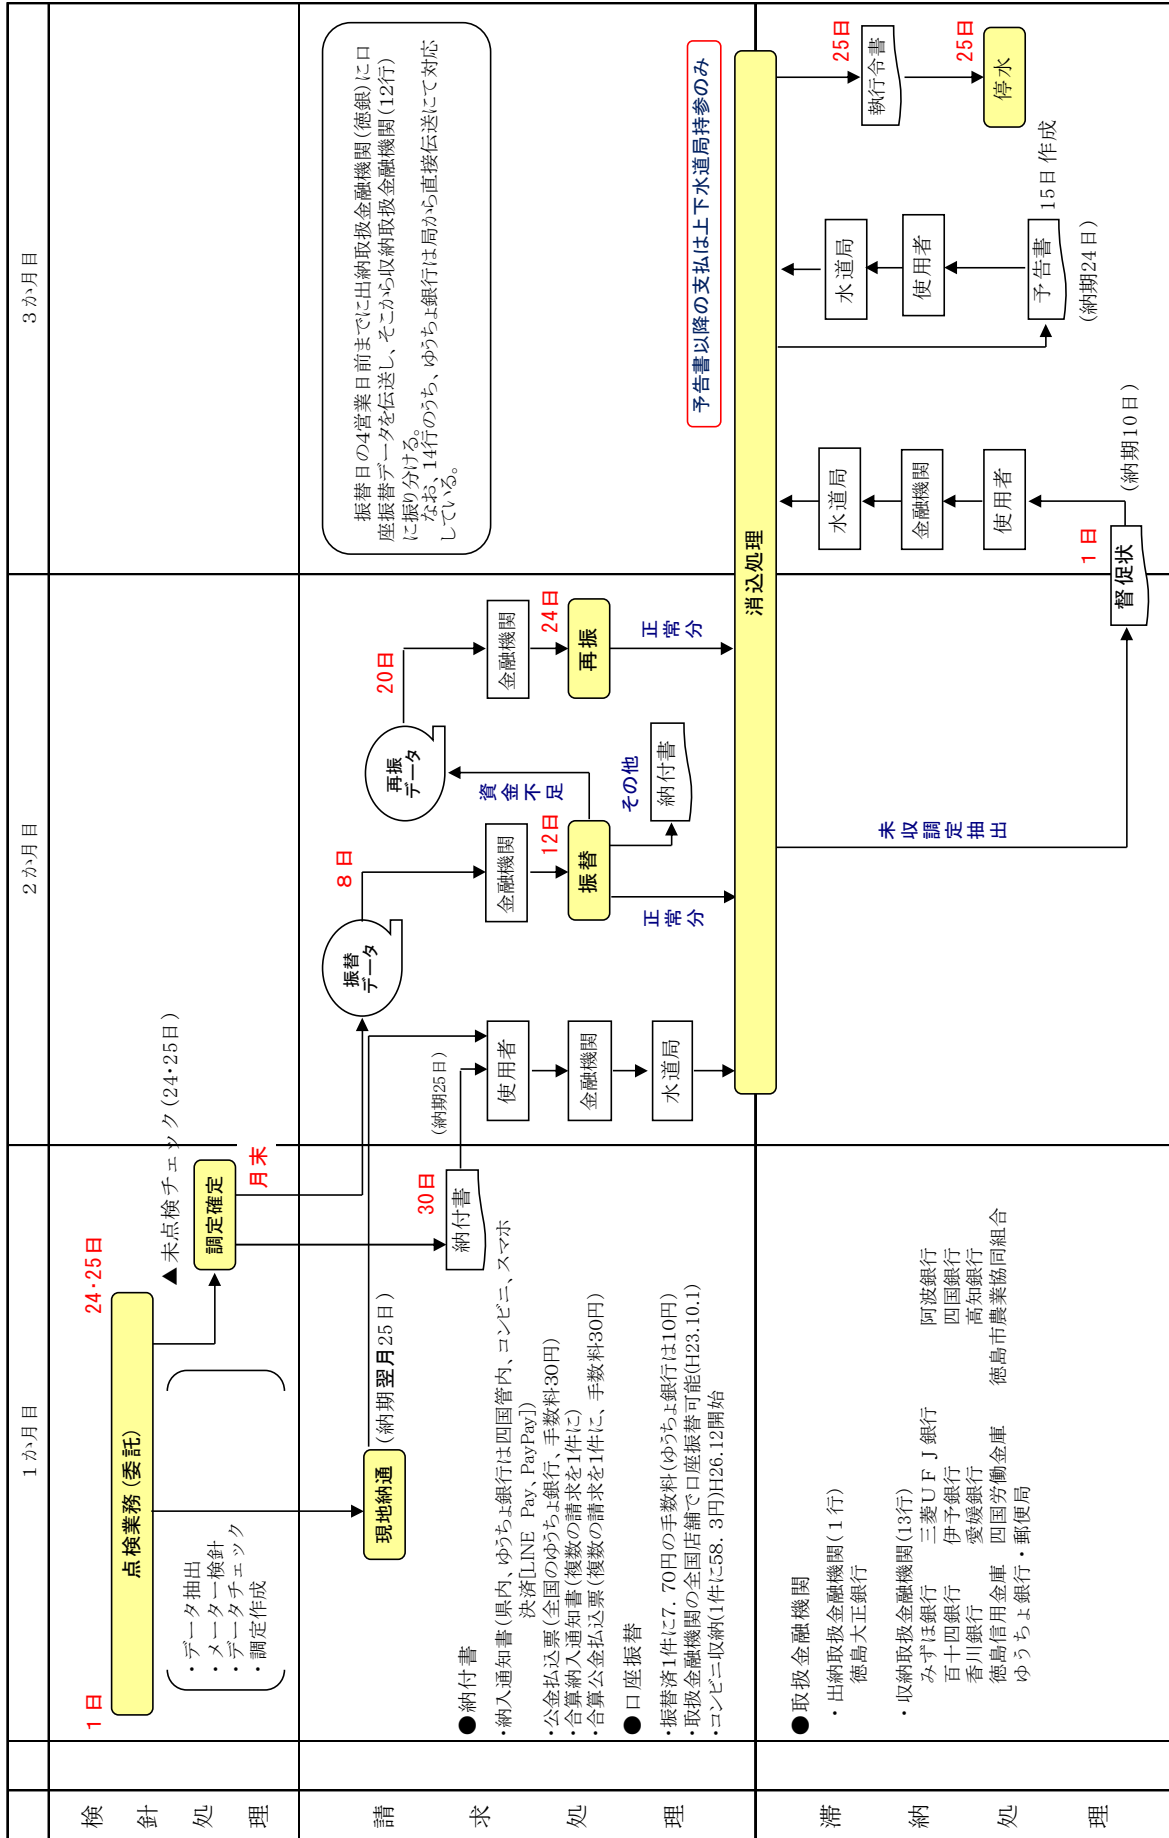 1か月目
2か月目
3か月目
検針処理
1日
24・25日
点検業務(委託)
・データ抽出
・メーター検針
・データチェック
・調定作成
▲未点検チェック(24・25日)
調定確定
月末
請求処理
現地納通
(納期翌月25日)
30日
納付書
(納期25日)
使用者
金融機関
水道局
振替
データ
8日
金融機関
12日
振替
正常分
その他
納付書
資金不足
再振
データ
20日
金融機関
24日
再振
正常分
振替日の4営業日前までに出納取扱金融機関(徳銀)に口
座振替データを伝送し、そこから収納取扱金融機関(12行)
に振り分ける。
なお、14行のうち、ゆうちょ銀行は局から直接伝送にて対応
している。
予告書以降の支払は上下水道局持参のみ
●納付書
・納入通知書(県内、ゆうちょ銀行は四国管内、コンビニ、スマホ
決済[LINE Pay、PayPay])
・公金払込票(全国のゆうちょ銀行、手数料30円)
・合算納入通知書(複数の請求を1件に)
・合算公金払込票(複数の請求を1件に、手数料30円)
●口座振替
・振替済1件に7.70円の手数料(ゆうちょ銀行は10円)
・取扱金融機関の全国店舗で口座振替可能(H23.10.1)
・コンビニ収納(1件に58.3円)H26.12開始
消込処理
滞納処理
●取扱金融機関
・出納取扱金融機関(1行)
徳島大正銀行
・収納取扱金融機関(13行)
みずほ銀行 三菱UFJ銀行 阿波銀行
百十四銀行 伊予銀行 四国銀行
香川銀行 愛媛銀行 高知銀行
徳島信用金庫 四国労働金庫 徳島市農業協同組合
ゆうちょ銀行・郵便局
未収調定抽出
1日
督促状
(納期10日)
使用者
金融機関
水道局
予告書
15日作成
(納期24日)
使用者
水道局
25日
執行令書
25日
停水